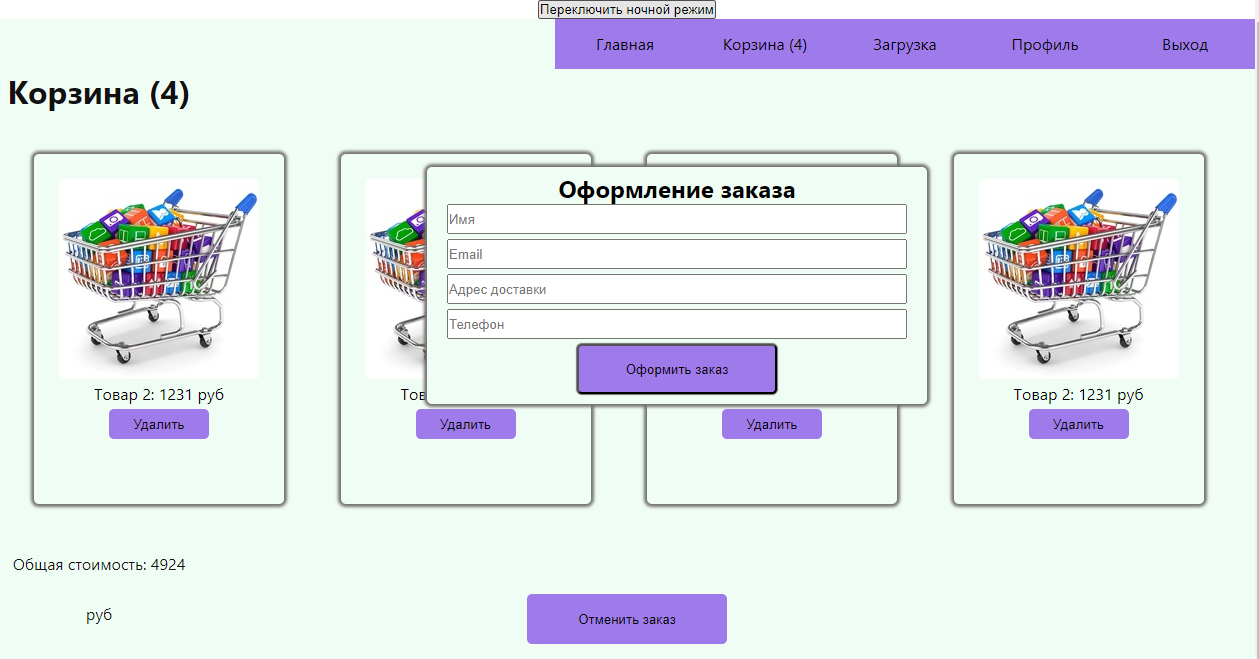 Переключить ночной режим
Главная
Корзина (4)
Загрузка
Профиль
Выход
Корзина (4)
Оформление заказа
Имя
Email
Адрес доставки
Телефон
Оформить заказ
Товар 2: 1231 руб
Тов
Товар 2: 1231 руб
Удалить
Удалить
Удалить
Удалить
Общая стоимость: 4924
руб
Отменить заказ